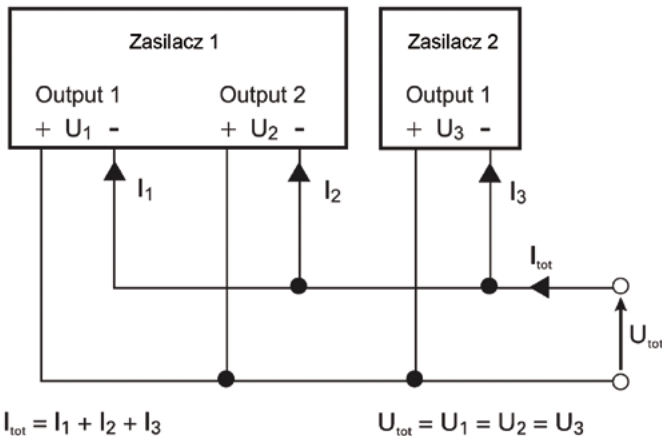 Zasilacz 1
Zasilacz 2
Output 1
Output 2
Output 1
+ U₁ -
+ U₂ -
+ U₃ -
I₁
I₂
I₃
Iₜₒₜ
Uₜₒₜ
Iₜₒₜ = I₁ + I₂ + I₃
Uₜₒₜ = U₁ = U₂ = U₃